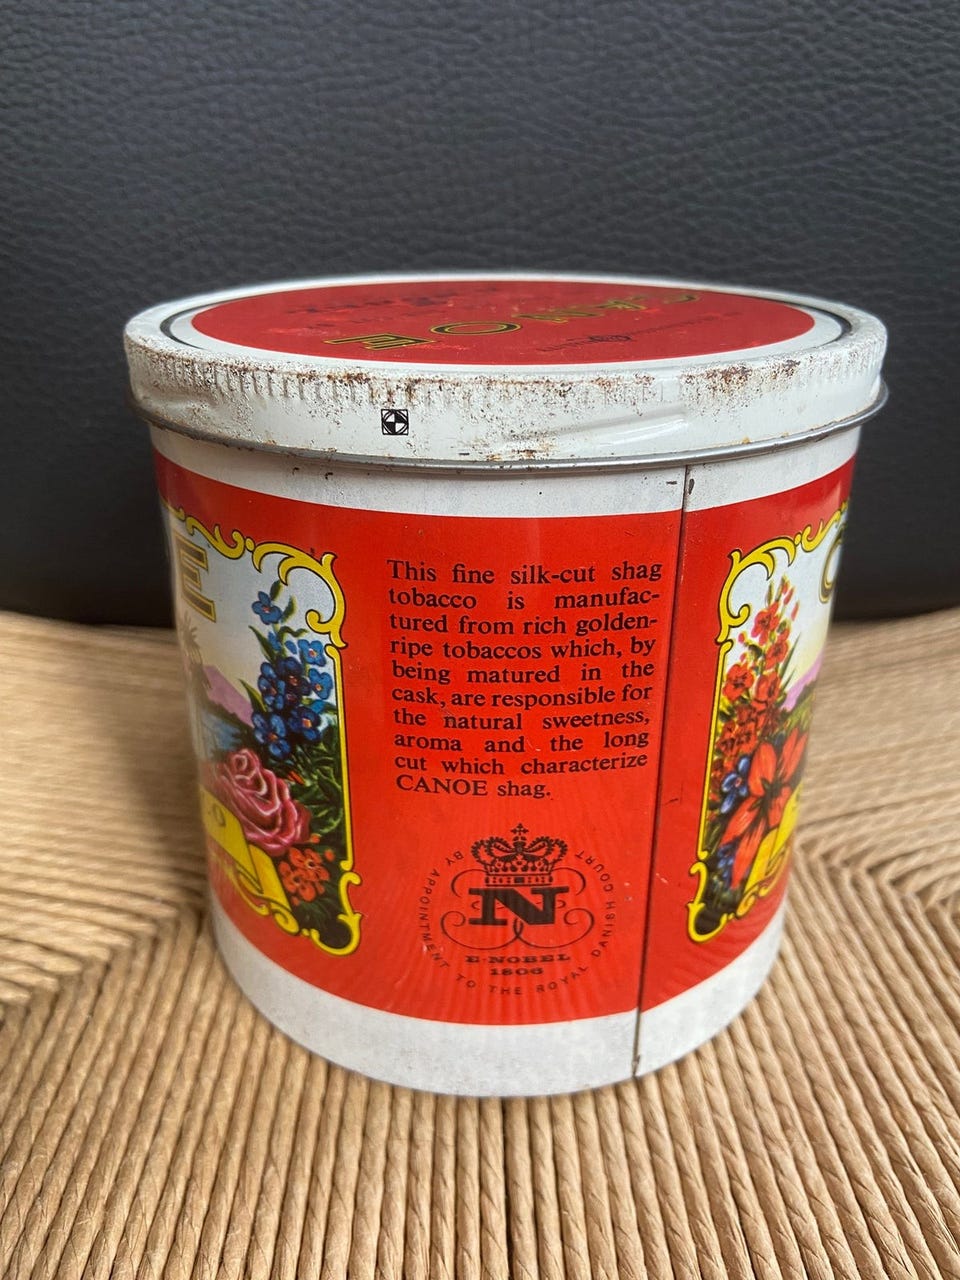 CANOE
E
This fine silk-cut shag
tobacco is manufac-
tured from rich golden-
ripe tobaccos which, by
being matured in the
cask, are responsible for
the natural sweetness,
aroma and the long
cut which characterize
CANOE shag.
N
E·NOBEL
1806
BY APPOINTMENT TO THE ROYAL DANISH COURT